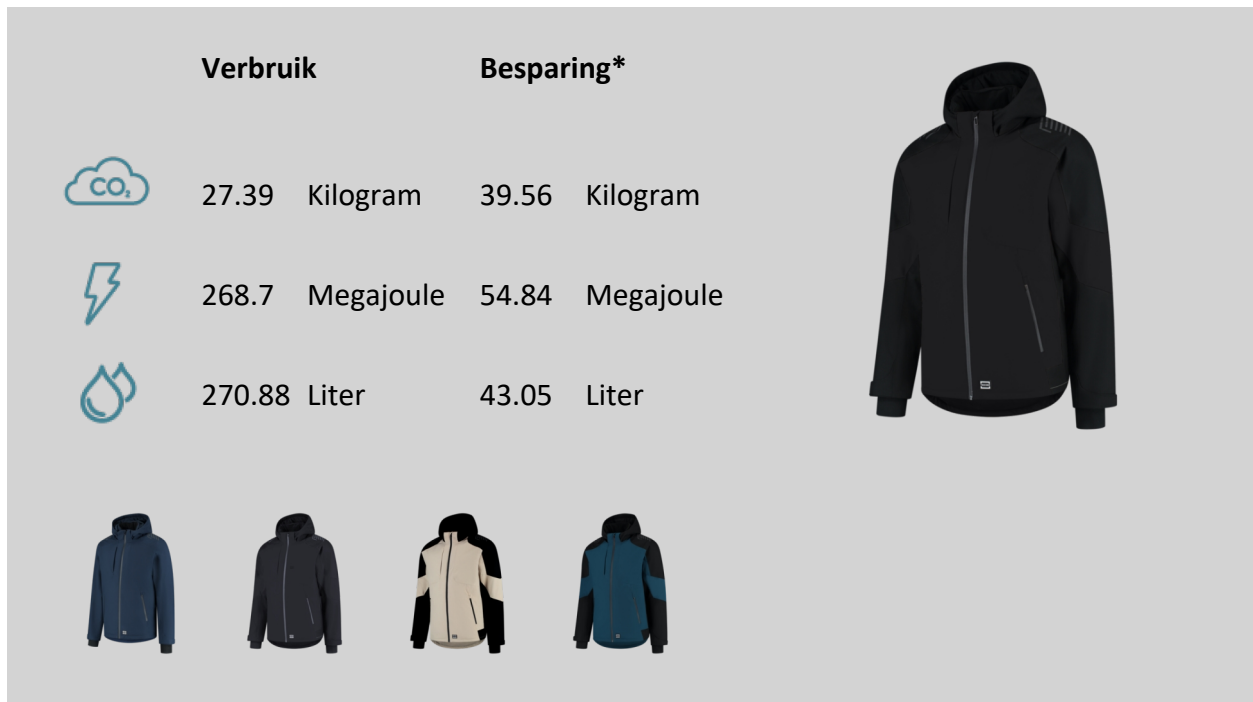 Verbruik Besparing*
CO₂ 27.39 Kilogram 39.56 Kilogram
268.7 Megajoule 54.84 Megajoule
270.88 Liter 43.05 Liter